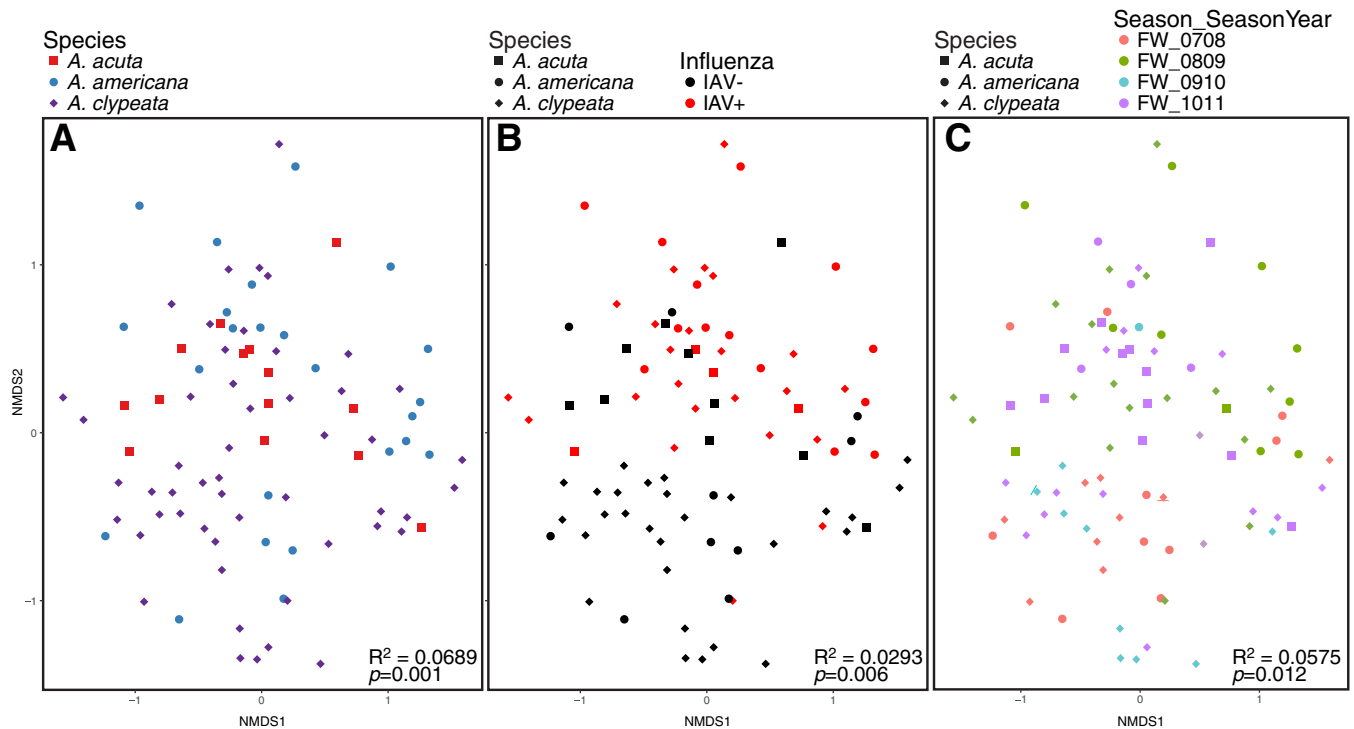 Species
A. acuta
A. americana
A. clypeata
A
1
0
−1
NMDS2
−1 0 1
NMDS1
R² = 0.0689
p=0.001
Species
A. acuta
A. americana
A. clypeata
Influenza
IAV-
IAV+
B
−1 0 1
NMDS1
R² = 0.0293
p=0.006
Species
A. acuta
A. americana
A. clypeata
Season_SeasonYear
FW_0708
FW_0809
FW_0910
FW_1011
C
−1 0 1
NMDS1
R² = 0.0575
p=0.012